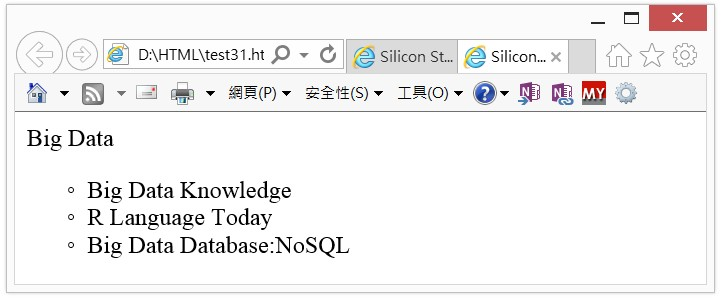 D:\HTML\test31.ht
Silicon St...
Silicon...
網頁(P)
安全性(S)
工具(O)
MY
Big Data
Big Data Knowledge
R Language Today
Big Data Database:NoSQL